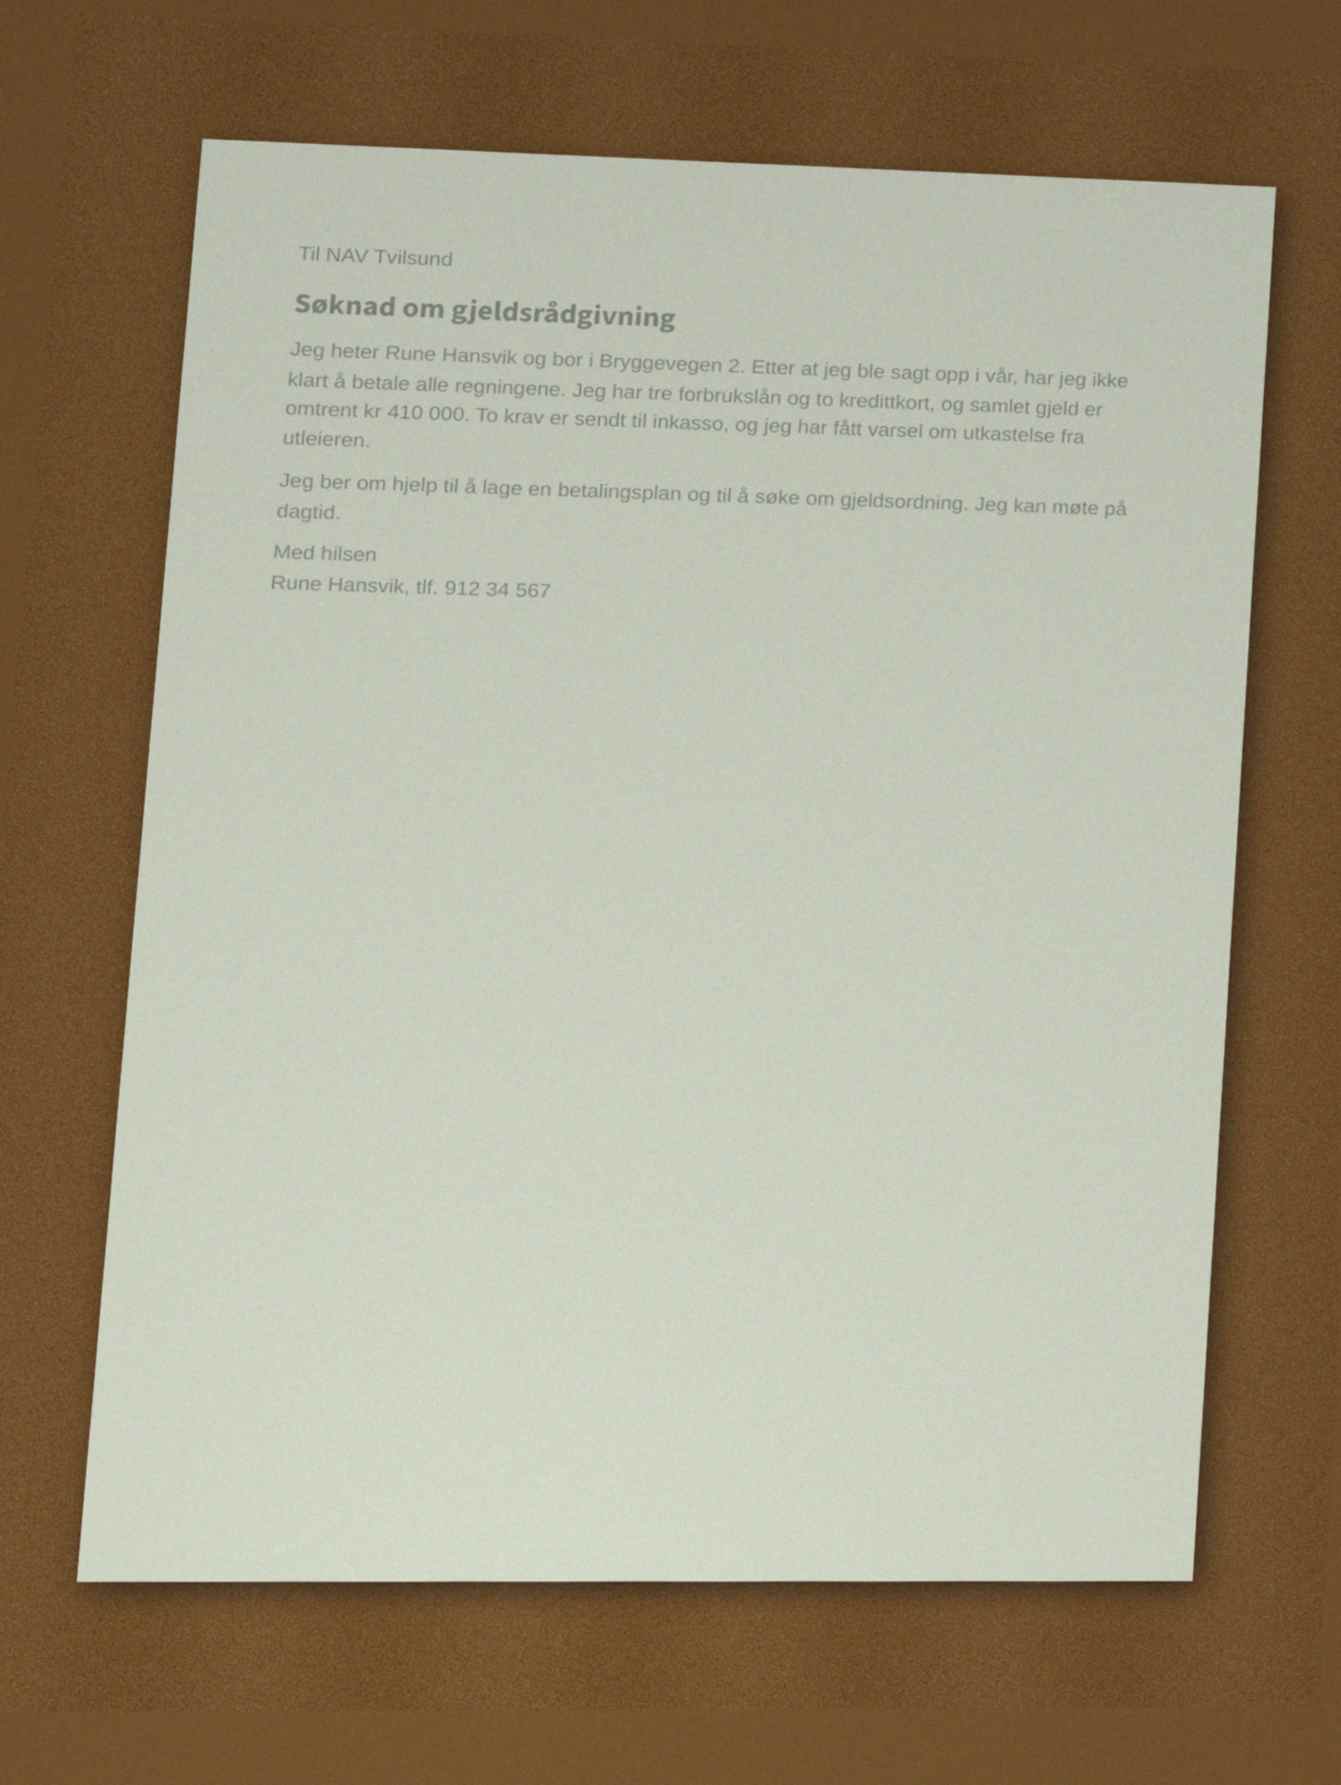 Til NAV Tvilsund
Søknad om gjeldsrådgivning
Jeg heter Rune Hansvik og bor i Bryggevegen 2. Etter at jeg ble sagt opp i vår, har jeg ikke
klart å betale alle regningene. Jeg har tre forbrukslån og to kredittkort, og samlet gjeld er
omtrent kr 410 000. To krav er sendt til inkasso, og jeg har fått varsel om utkastelse fra
utleieren.
Jeg ber om hjelp til å lage en betalingsplan og til å søke om gjeldsordning. Jeg kan møte på
dagtid.
Med hilsen
Rune Hansvik, tlf. 912 34 567